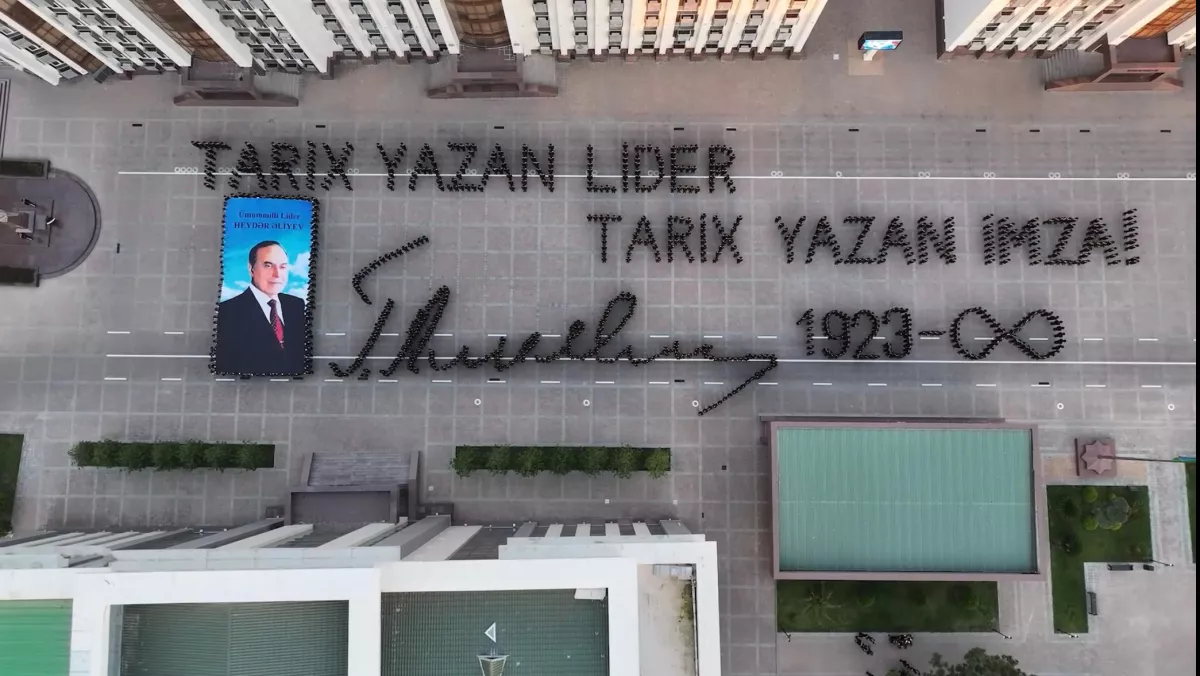 TARİX YAZAN LİDER
TARİX YAZAN İMZA!
Ümummilli Lider
HEYDƏR ƏLİYEV
1923-∞